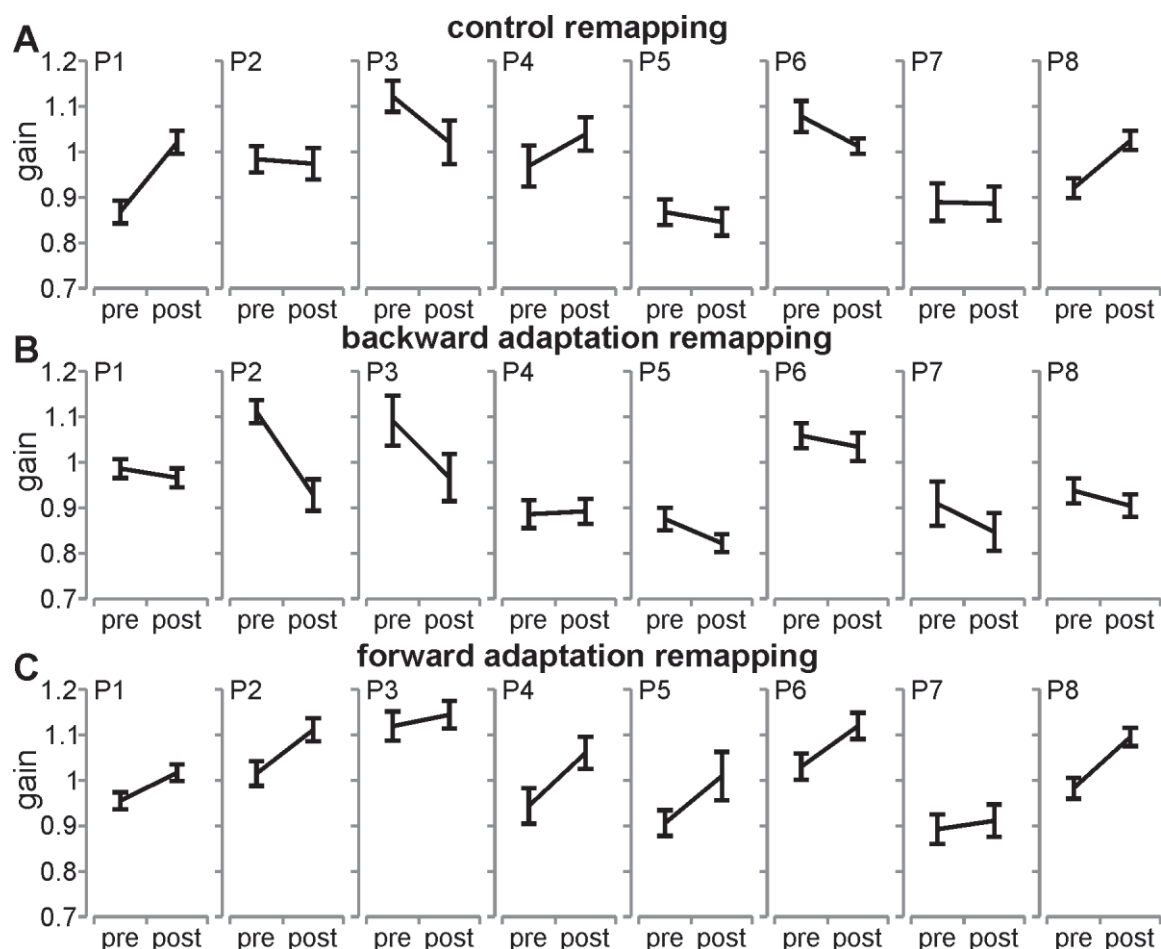 A
control remapping
P1 P2 P3 P4 P5 P6 P7 P8
1.2
1.1
1
0.9
0.8
0.7
gain
pre post pre post pre post pre post pre post pre post pre post pre post
B
backward adaptation remapping
P1 P2 P3 P4 P5 P6 P7 P8
1.2
1.1
1
0.9
0.8
0.7
gain
pre post pre post pre post pre post pre post pre post pre post pre post
C
forward adaptation remapping
P1 P2 P3 P4 P5 P6 P7 P8
1.2
1.1
1
0.9
0.8
0.7
gain
pre post pre post pre post pre post pre post pre post pre post pre post